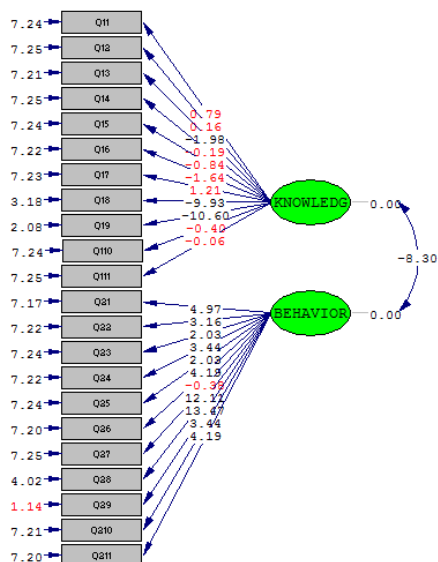 7.24 Q11
7.25 Q12
7.21 Q13
7.25 Q14
7.24 Q15
7.22 Q16
7.23 Q17
3.18 Q18
2.08 Q19
7.24 Q110
7.25 Q111
7.17 Q21
7.22 Q22
7.24 Q23
7.22 Q24
7.24 Q25
7.20 Q26
7.25 Q27
4.02 Q28
1.14 Q29
7.21 Q210
7.20 Q211
0.79
0.16
-1.98
-0.19
-0.84
-1.64
1.21
-9.93
-10.60
-0.40
-0.06
KNOWLEDG 0.00
-8.30
BEHAVIOR 0.00
4.97
3.16
2.03
3.44
2.03
4.19
-0.38
12.11
13.47
3.44
4.19